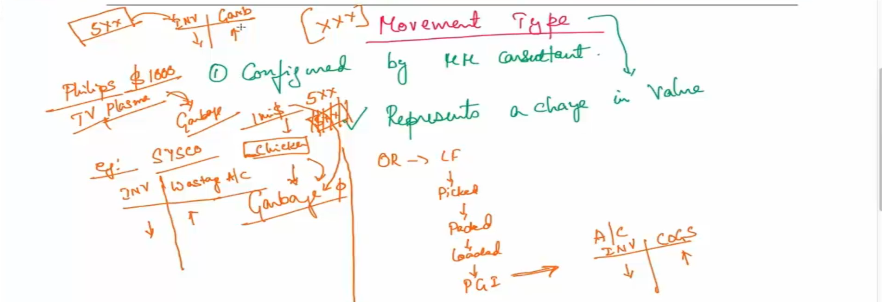 5XX
INV Garb
[XXX]
Movement Type
① Configured by MM Consultant.
Represents a change in value
Philips $1000
TV Plasma
Garbage
5XX
Eg: SYSCO
Chicken
INV Wastage A/C
Garbage $
OR → LF
Picked
Packed
Loaded
PGI
A/C
INV COGS